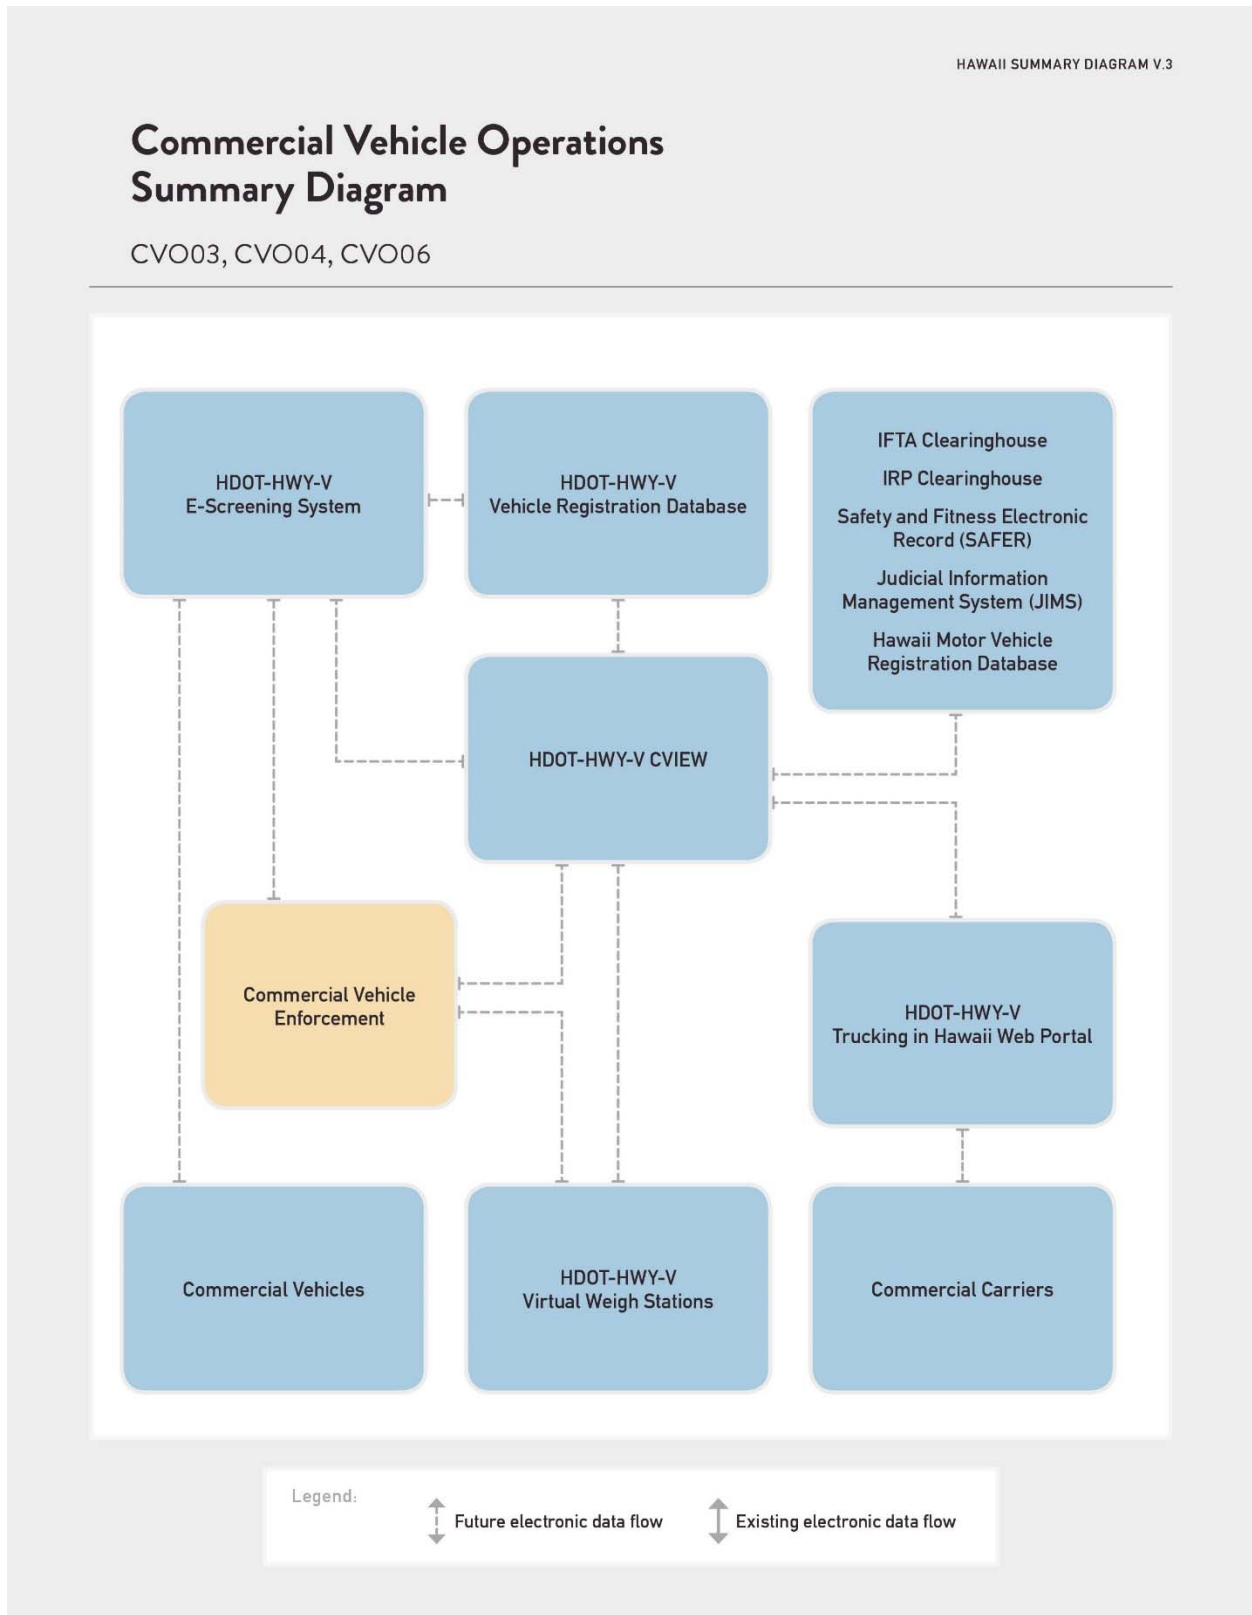 HAWAII SUMMARY DIAGRAM V.3
Commercial Vehicle Operations
Summary Diagram
CVO03, CVO04, CVO06
HDOT-HWY-V
E-Screening System
HDOT-HWY-V
Vehicle Registration Database
IFTA Clearinghouse
IRP Clearinghouse
Safety and Fitness Electronic
Record (SAFER)
Judicial Information
Management System (JIMS)
Hawaii Motor Vehicle
Registration Database
HDOT-HWY-V CVIEW
Commercial Vehicle
Enforcement
HDOT-HWY-V
Trucking in Hawaii Web Portal
Commercial Vehicles
HDOT-HWY-V
Virtual Weigh Stations
Commercial Carriers
Legend:
Future electronic data flow
Existing electronic data flow